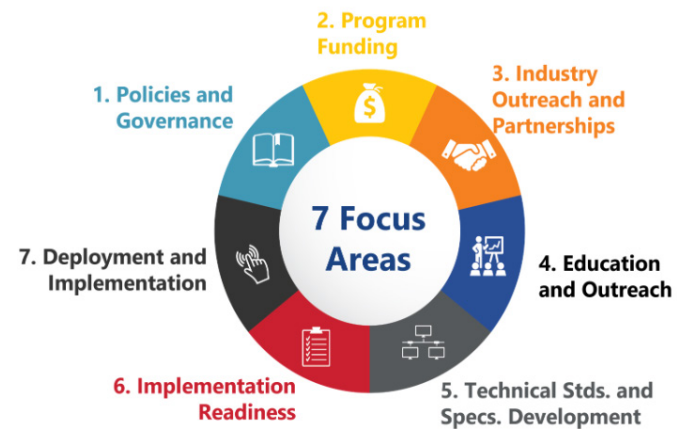 2. Program
Funding
1. Policies and
Governance
3. Industry
Outreach and
Partnerships
7 Focus
Areas
7. Deployment and
Implementation
4. Education
and Outreach
6. Implementation
Readiness
5. Technical Stds. and
Specs. Development
$